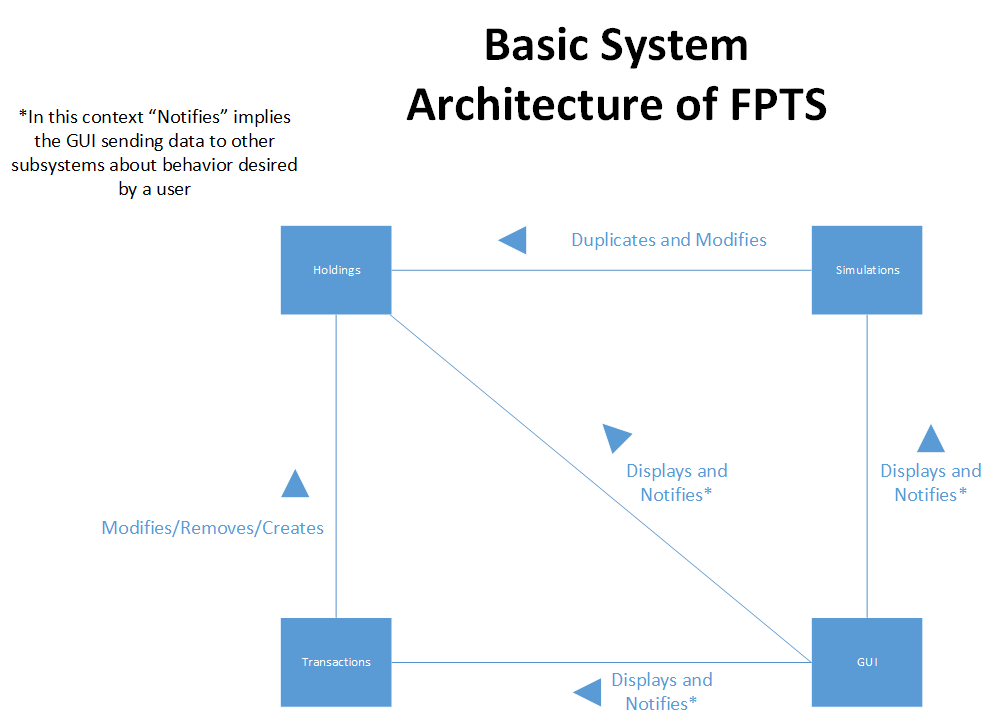 Basic System
Architecture of FPTS
*In this context “Notifies” implies
the GUI sending data to other
subsystems about behavior desired
by a user
Duplicates and Modifies
Holdings
Simulations
Displays and
Notifies*
Displays and
Notifies*
Modifies/Removes/Creates
Transactions
GUI
Displays and
Notifies*